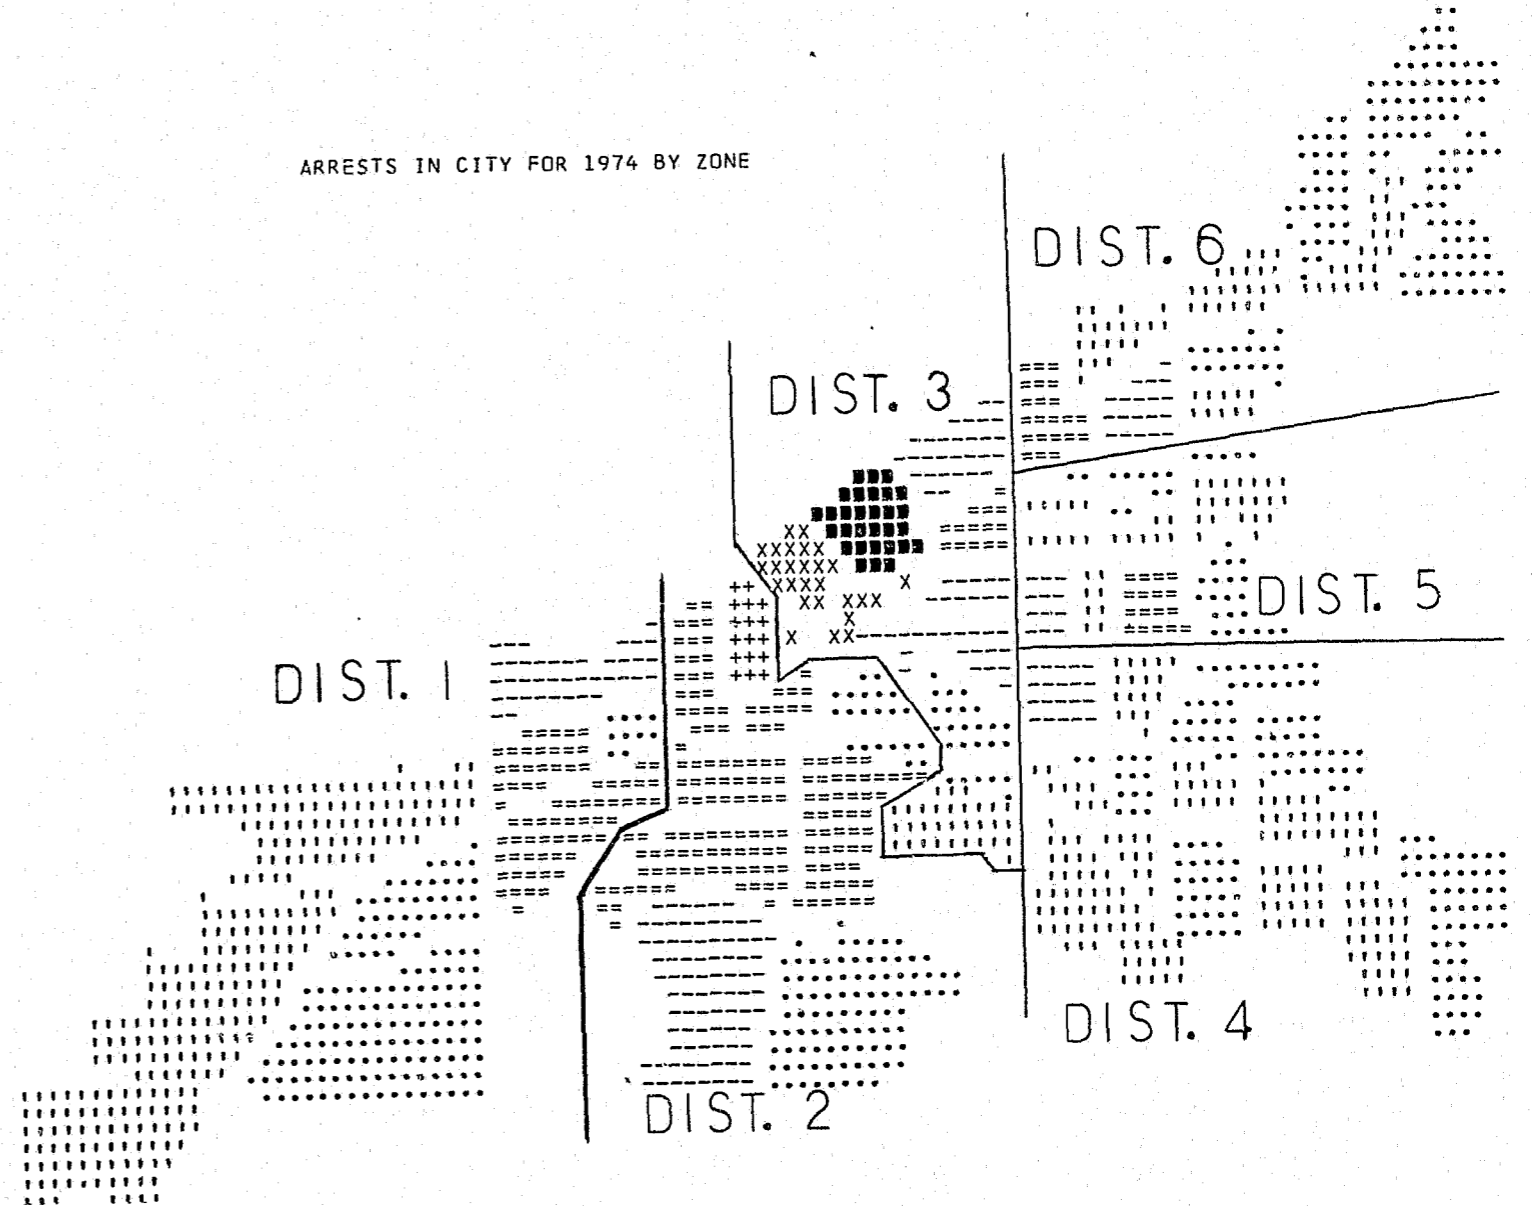 ARRESTS IN CITY FOR 1974 BY ZONE
DIST. 6
DIST. 3
DIST. 5
DIST. 1
DIST. 4
DIST. 2